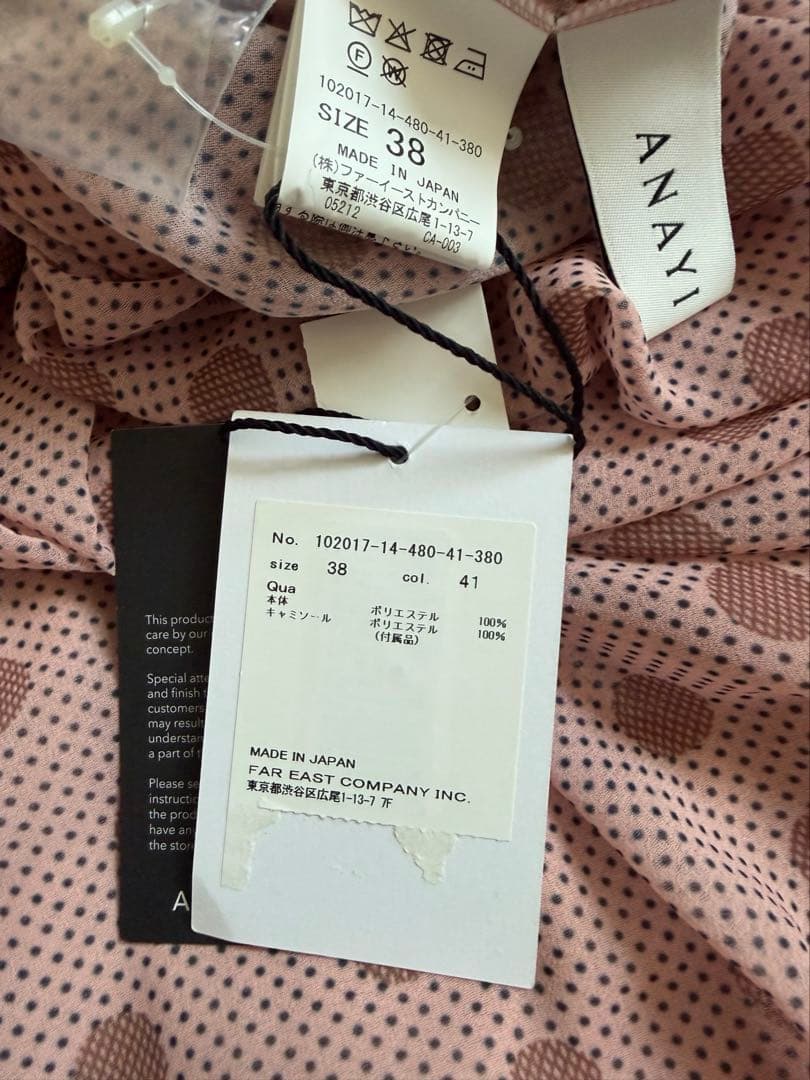 102017-14-480-41-380
SIZE 38
MADE IN JAPAN
(株)ファーイーストカンパニー
東京都渋谷区広尾1-13-7
05212 CA-003
ANAYI
No. 102017-14-480-41-380
size 38 col. 41
Qua
本体 ポリエステル 100%
キャミソール ポリエステル 100%
(付属品)
MADE IN JAPAN
FAR EAST COMPANY INC.
東京都渋谷区広尾1-13-7 7F
This produc
care by our
concept.
Special atte
and finish
customers
may result
understan
a part of
Please se
instructic
the prod
have an
the store
A